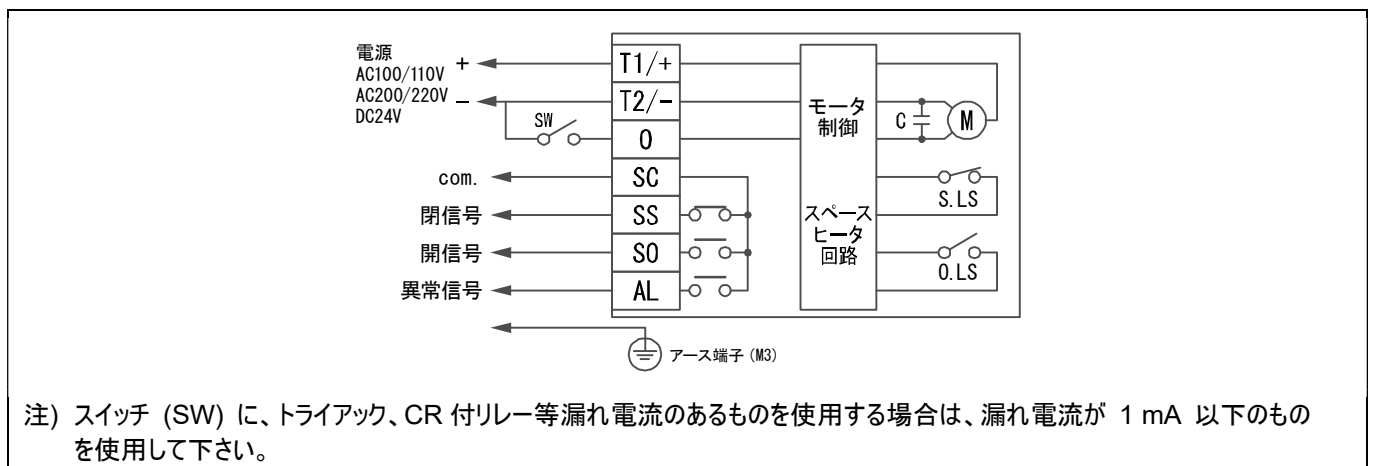 電源
AC100/110V
AC200/220V
DC24V
+
−
SW
T1/+
T2/−
O
SC
SS
SO
AL
com.
閉信号
開信号
異常信号
モータ
制御
スペース
ヒータ
回路
C
M
S.LS
O.LS
アース端子 (M3)
注) スイッチ (SW) に、トライアック、CR 付リレー等漏れ電流のあるものを使用する場合は、漏れ電流が 1 mA 以下のもの
を使用して下さい。